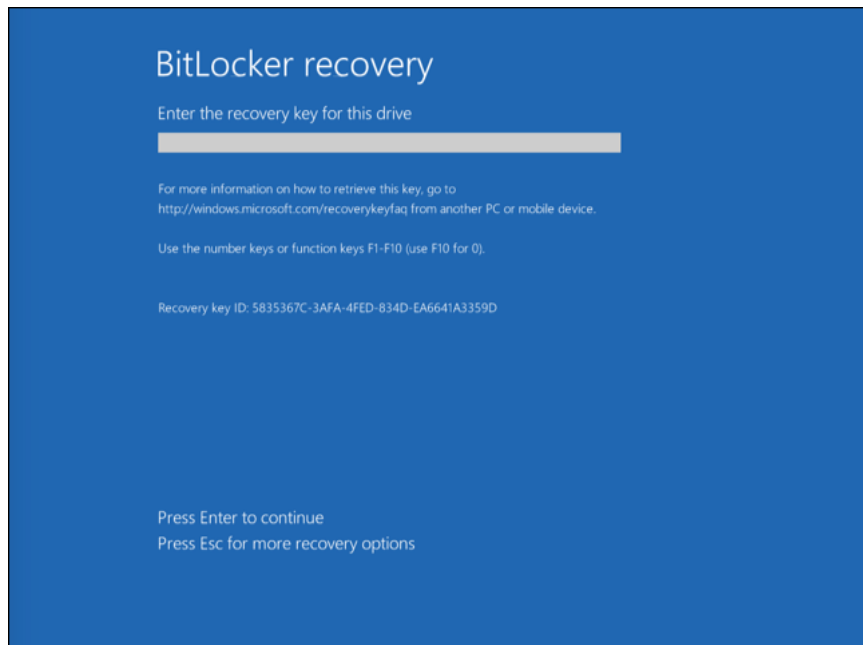 BitLocker recovery
Enter the recovery key for this drive
For more information on how to retrieve this key, go to
http://windows.microsoft.com/recoverykeyfaq from another PC or mobile device.
Use the number keys or function keys F1-F10 (use F10 for 0).
Recovery key ID: 5835367C-3AFA-4FED-834D-EA6641A3359D
Press Enter to continue
Press Esc for more recovery options